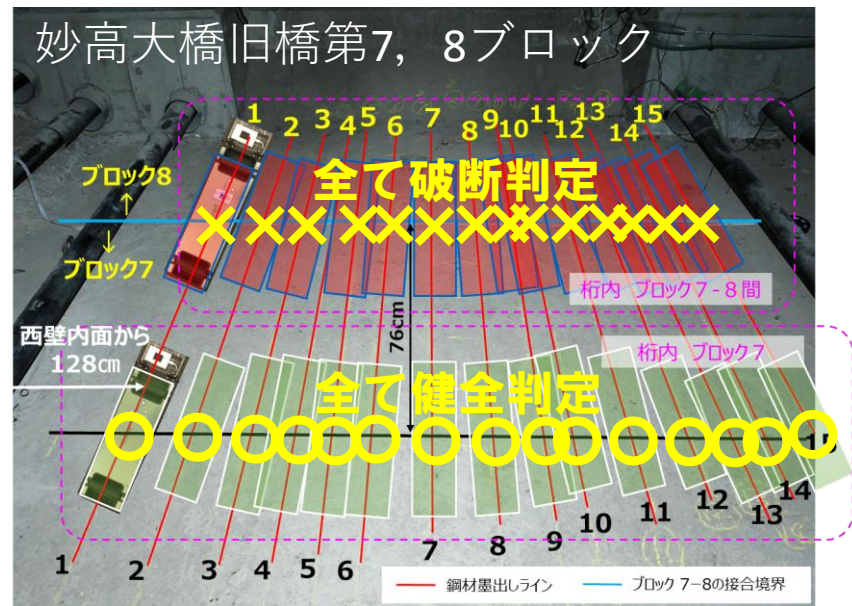 妙高大橋旧橋第7, 8ブロック
1 2 3 4 5 6 7 8 9 10 11 12 13 14 15
ブロック8
↑
全て破断判定
↓
ブロック7
桁内 ブロック7-8間
76cm
西壁内面から
128㎝
桁内 ブロック7
全て健全判定
1 2 3 4 5 6 7 8 9 10 11 12 13 14 15
鋼材墨出しライン
ブロック 7-8の接合境界